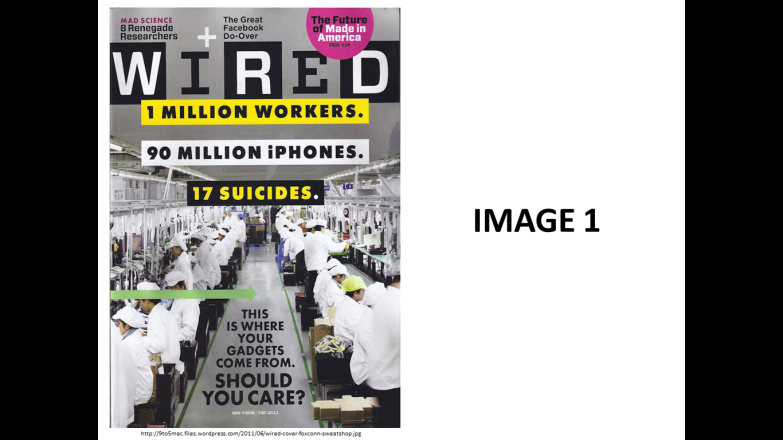 MAD SCIENCE
8 Renegade
Researchers
+
The Great
Facebook
Do-Over
The Future
of Made in
America
WIRED
1 MILLION WORKERS.
90 MILLION iPHONES.
17 SUICIDES.
IMAGE 1
THIS
IS WHERE
YOUR
GADGETS
COME FROM.
SHOULD
YOU CARE?
http://9to5mac.files.wordpress.com/2011/06/wired-cover-foxconn-sweatshop.jpg